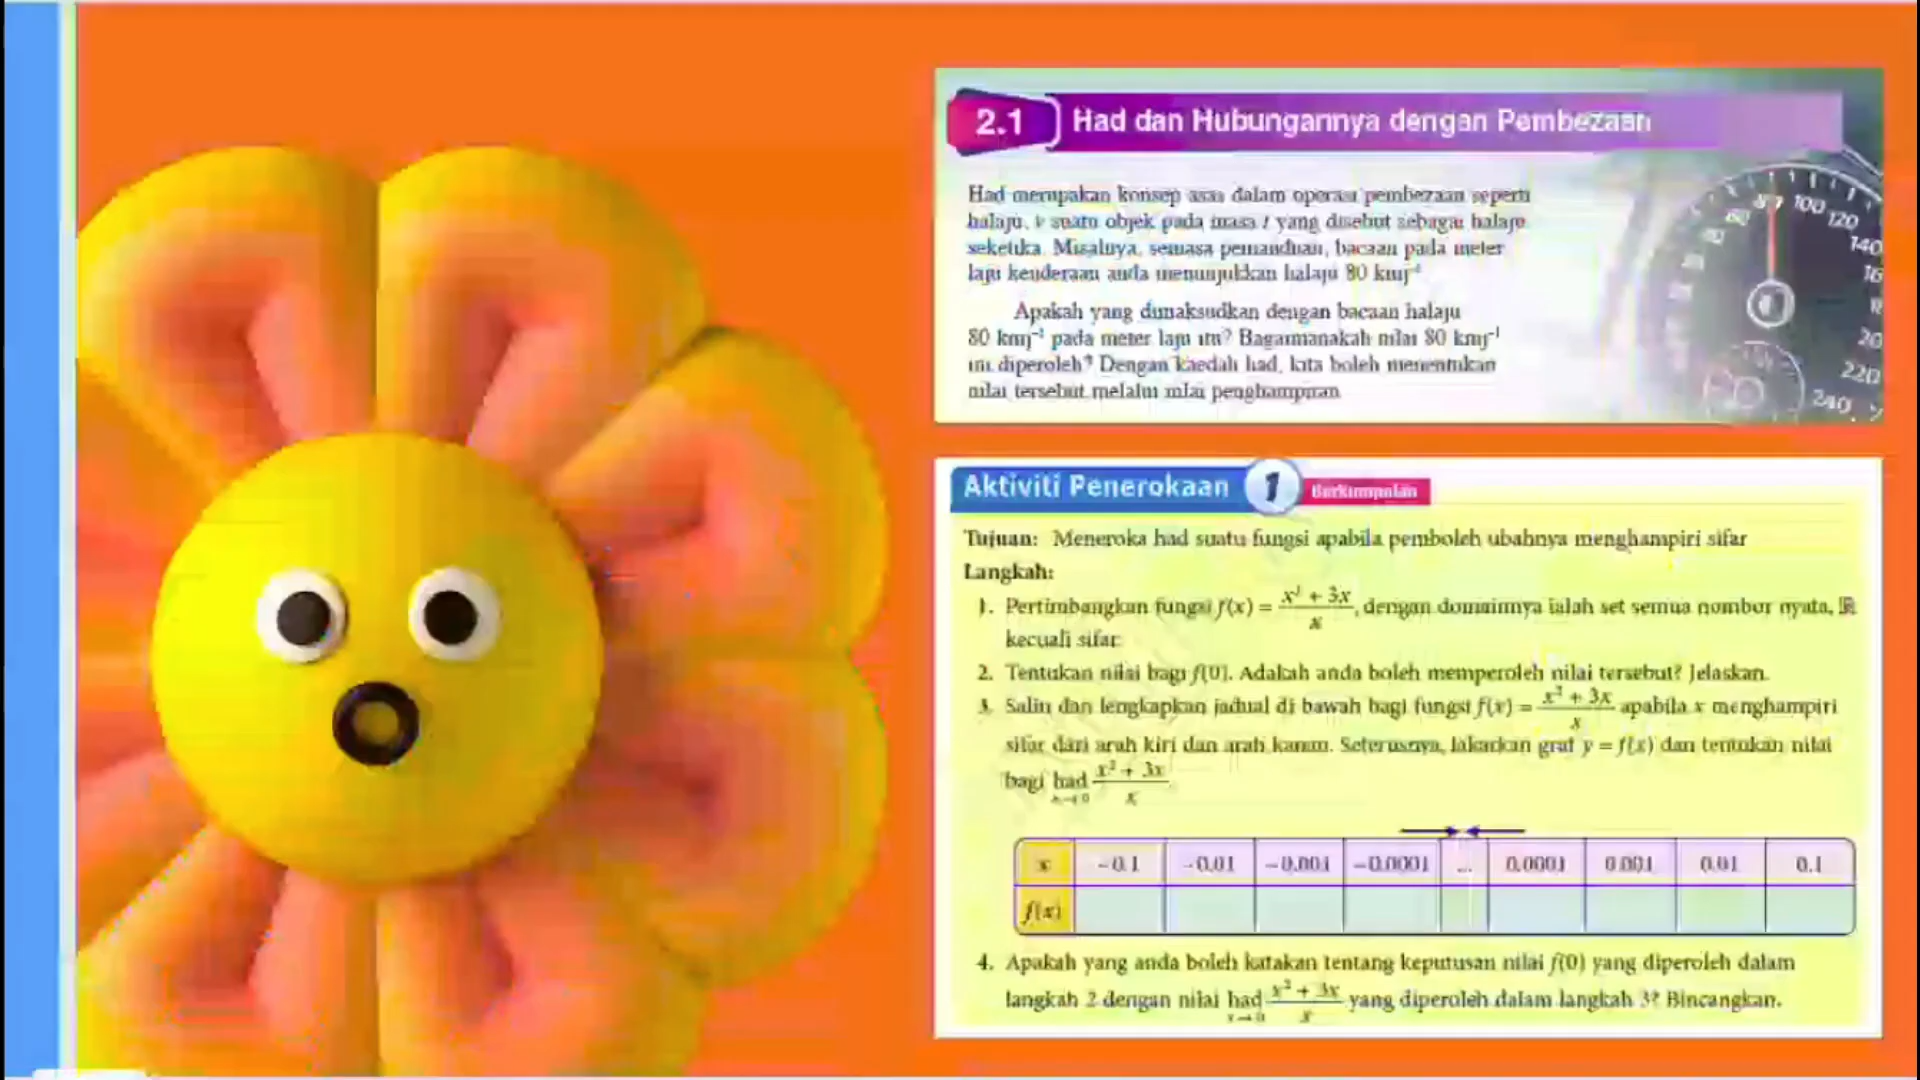 2.1 Had dan Hubungannya dengan Pembezaan
Had merupakan konsep asas dalam operasi pembezaan seperti
halaju, v suatu objek pada masa t yang disebut sebagai halaju
seketika. Misalnya, semasa pemanduan, bacaan pada meter
laju kenderaan anda menunjukkan halaju 80 kmj⁻¹
Apakah yang dimaksudkan dengan bacaan halaju
80 kmj⁻¹ pada meter laju itu? Bagaimanakah nilai 80 kmj⁻¹
ini diperoleh? Dengan kaedah had, kita boleh menentukan
nilai tersebut melalui nilai penghampiran
80 100 120
140
16
20
220
240
Aktiviti Penerokaan 1 Berkumpulan
Tujuan: Meneroka had suatu fungsi apabila pemboleh ubahnya menghampiri sifar
Langkah:
1. Pertimbangkan fungsi f(x) = (x² + 3x)/x, dengan domainnya ialah set semua nombor nyata, ℝ
kecuali sifar.
2. Tentukan nilai bagi f(0). Adakah anda boleh memperoleh nilai tersebut? Jelaskan.
3. Salin dan lengkapkan jadual di bawah bagi fungsi f(x) = (x² + 3x)/x apabila x menghampiri
sifar dari arah kiri dan arah kanan. Seterusnya, lakarkan graf y = f(x) dan tentukan nilai
bagi had x→0 (x² + 3x)/x
x -0.1 -0.01 -0.001 -0.0001 ... 0.0001 0.001 0.01 0.1
f(x)
4. Apakah yang anda boleh katakan tentang keputusan nilai f(0) yang diperoleh dalam
langkah 2 dengan nilai had x→0 (x² + 3x)/x yang diperoleh dalam langkah 3? Bincangkan.